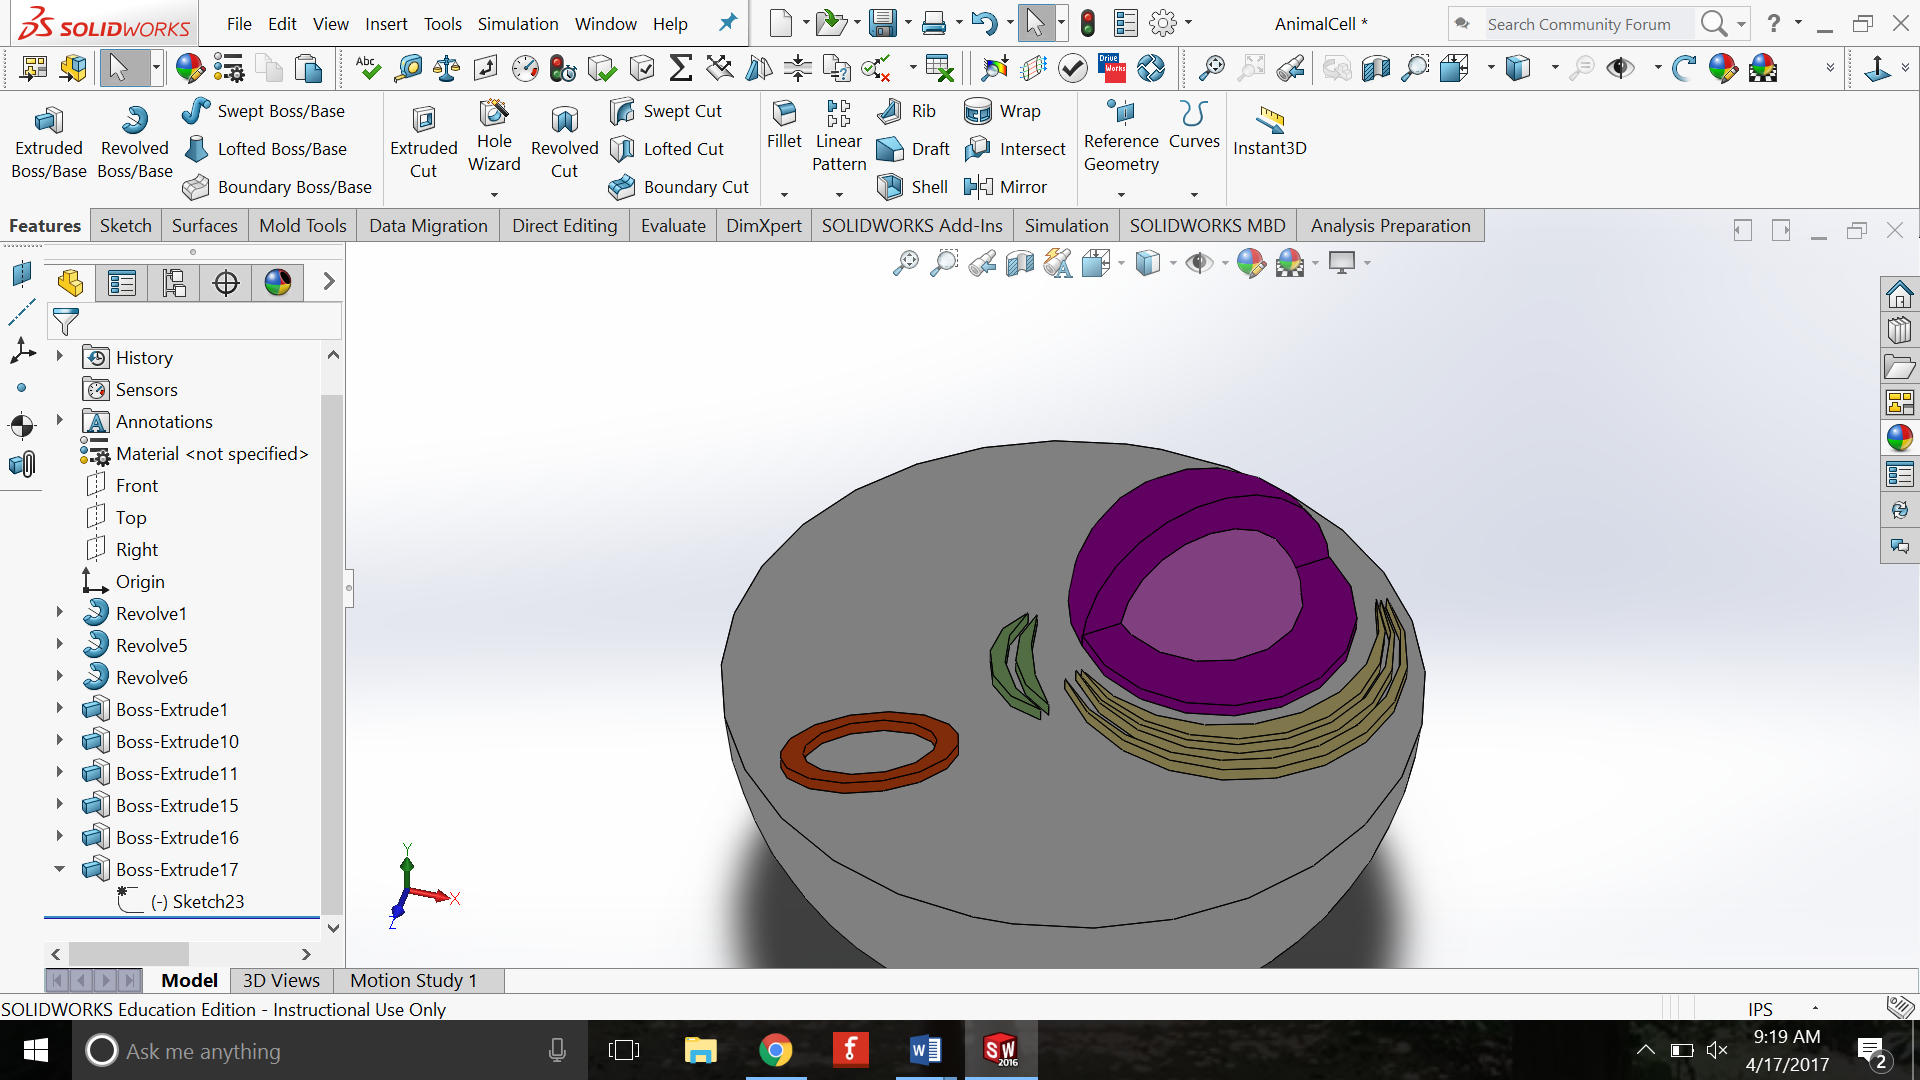 SOLIDWORKS File Edit View Insert Tools Simulation Window Help AnimalCell * Search Community Forum ?
Abc Drive Works
Extruded Boss/Base
Revolved Boss/Base
Swept Boss/Base
Lofted Boss/Base
Boundary Boss/Base
Extruded Cut
Hole Wizard
Revolved Cut
Swept Cut
Lofted Cut
Boundary Cut
Fillet
Linear Pattern
Rib
Draft
Shell
Wrap
Intersect
Mirror
Reference Geometry
Curves
Instant3D
Features Sketch Surfaces Mold Tools Data Migration Direct Editing Evaluate DimXpert SOLIDWORKS Add-Ins Simulation SOLIDWORKS MBD Analysis Preparation
History
Sensors
Annotations
Material <not specified>
Front
Top
Right
Origin
Revolve1
Revolve5
Revolve6
Boss-Extrude1
Boss-Extrude10
Boss-Extrude11
Boss-Extrude15
Boss-Extrude16
Boss-Extrude17
(-) Sketch23
Y
X
Z
Model 3D Views Motion Study 1
SOLIDWORKS Education Edition - Instructional Use Only IPS
Ask me anything
SW 2016
9:19 AM
4/17/2017
2